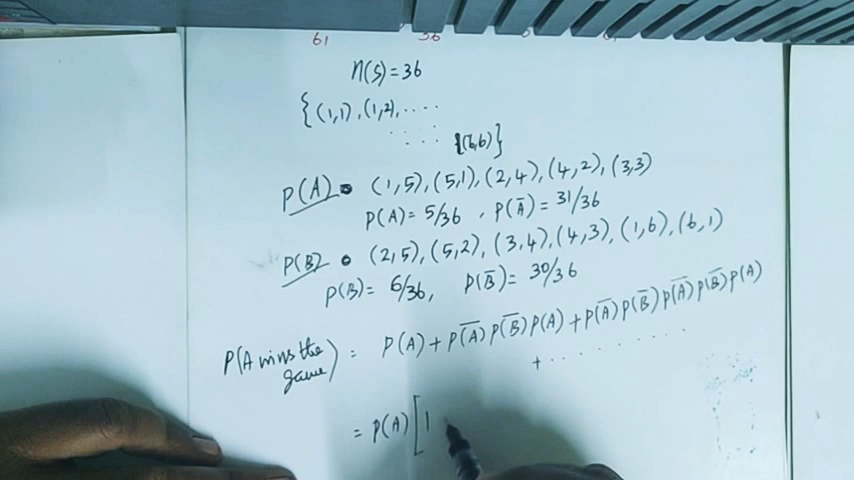 61 36
n(S) = 36
{(1,1), (1,2), ....
.... (6,6)}
P(A) • (1,5), (5,1), (2,4), (4,2), (3,3)
P(A) = 5/36 , P(A̅) = 31/36
P(B) • (2,5), (5,2), (3,4), (4,3), (1,6), (6,1)
P(B) = 6/36, P(B̅) = 30/36
P(A wins the game) = P(A) + P(A̅) P(B̅) P(A) + P(A̅) P(B̅) P(A̅) P(B̅) P(A)
+ ........
= P(A) [1